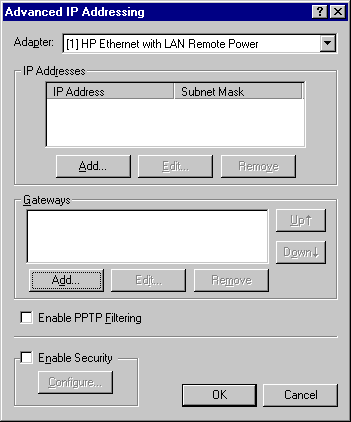 Advanced IP Addressing
Adapter: [1] HP Ethernet with LAN Remote Power
IP Addresses
IP Address Subnet Mask
Add... Edit... Remove
Gateways
Up↑
Down↓
Add... Edit... Remove
Enable PPTP Filtering
Enable Security
Configure...
OK Cancel